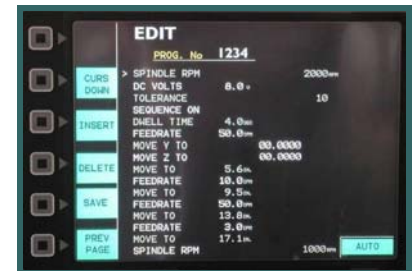 EDIT
PROG. No 1234
> SPINDLE RPM 2000
DC VOLTS 8.0
TOLERANCE 10
SEQUENCE ON
DWELL TIME 4.0
FEEDRATE 50.0
MOVE Y TO 00.0000
MOVE Z TO 00.0000
MOVE TO 5.6
FEEDRATE 10.0
MOVE TO 9.5
FEEDRATE 50.0
MOVE TO 13.8
FEEDRATE 3.0
MOVE TO 17.1
SPINDLE RPM 1000
CURS
DOWN
INSERT
DELETE
SAVE
PREV
PAGE
AUTO